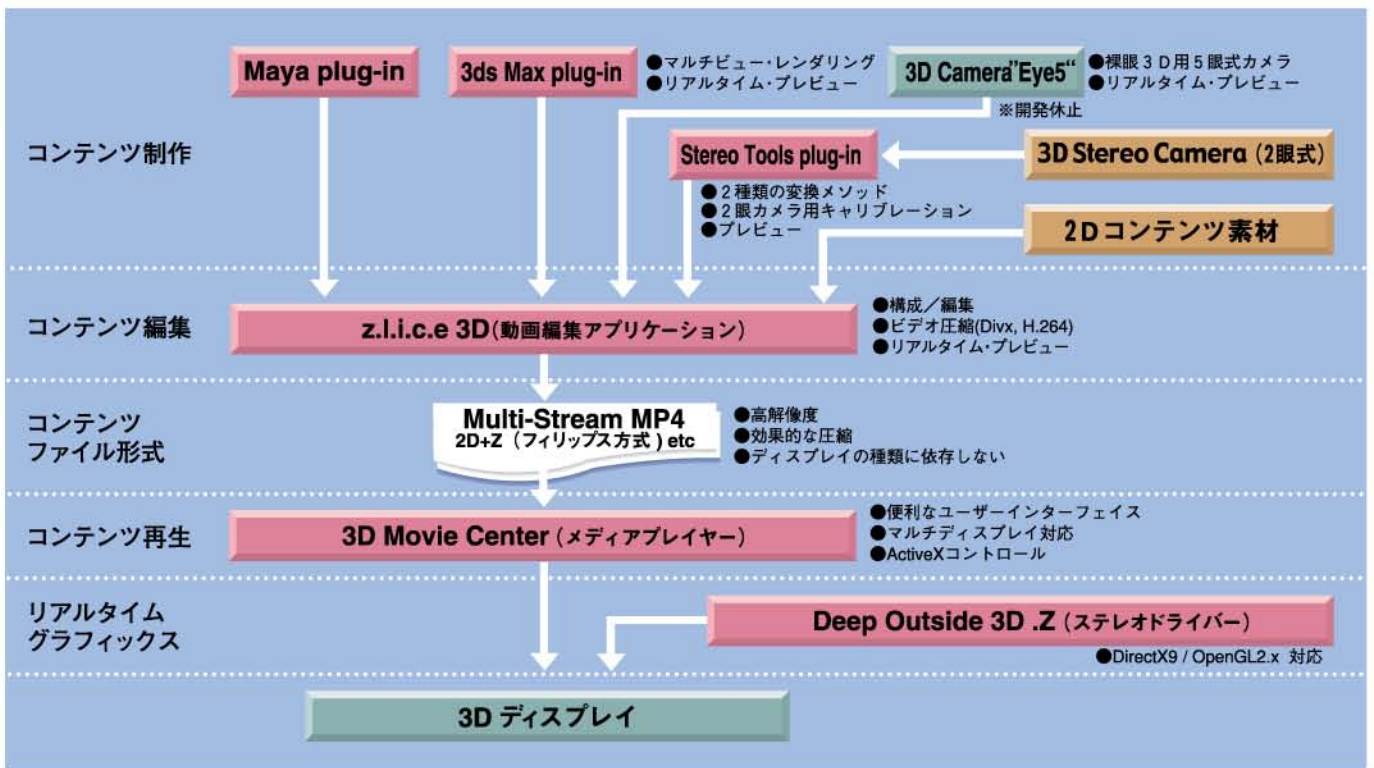 コンテンツ制作
Maya plug-in
3ds Max plug-in
●マルチビュー・レンダリング
●リアルタイム・プレビュー
3D Camera"Eye5“
●裸眼３Ｄ用５眼式カメラ
●リアルタイム・プレビュー
※開発休止
Stereo Tools plug-in
●２種類の変換メソッド
●２眼カメラ用キャリブレーション
●プレビュー
3D Stereo Camera (2眼式)
2Dコンテンツ素材
コンテンツ編集
z.l.i.c.e 3D(動画編集アプリケーション)
●構成／編集
●ビデオ圧縮(Divx, H.264)
●リアルタイム・プレビュー
コンテンツ
ファイル形式
Multi-Stream MP4
2D+Z（フィリップス方式）etc
●高解像度
●効果的な圧縮
●ディスプレイの種類に依存しない
コンテンツ再生
3D Movie Center (メディアプレイヤー)
●便利なユーザーインターフェイス
●マルチディスプレイ対応
●ActiveXコントロール
リアルタイム
グラフィックス
Deep Outside 3D .Z (ステレオドライバー)
●DirectX9 / OpenGL2.x 対応
3D ディスプレイ